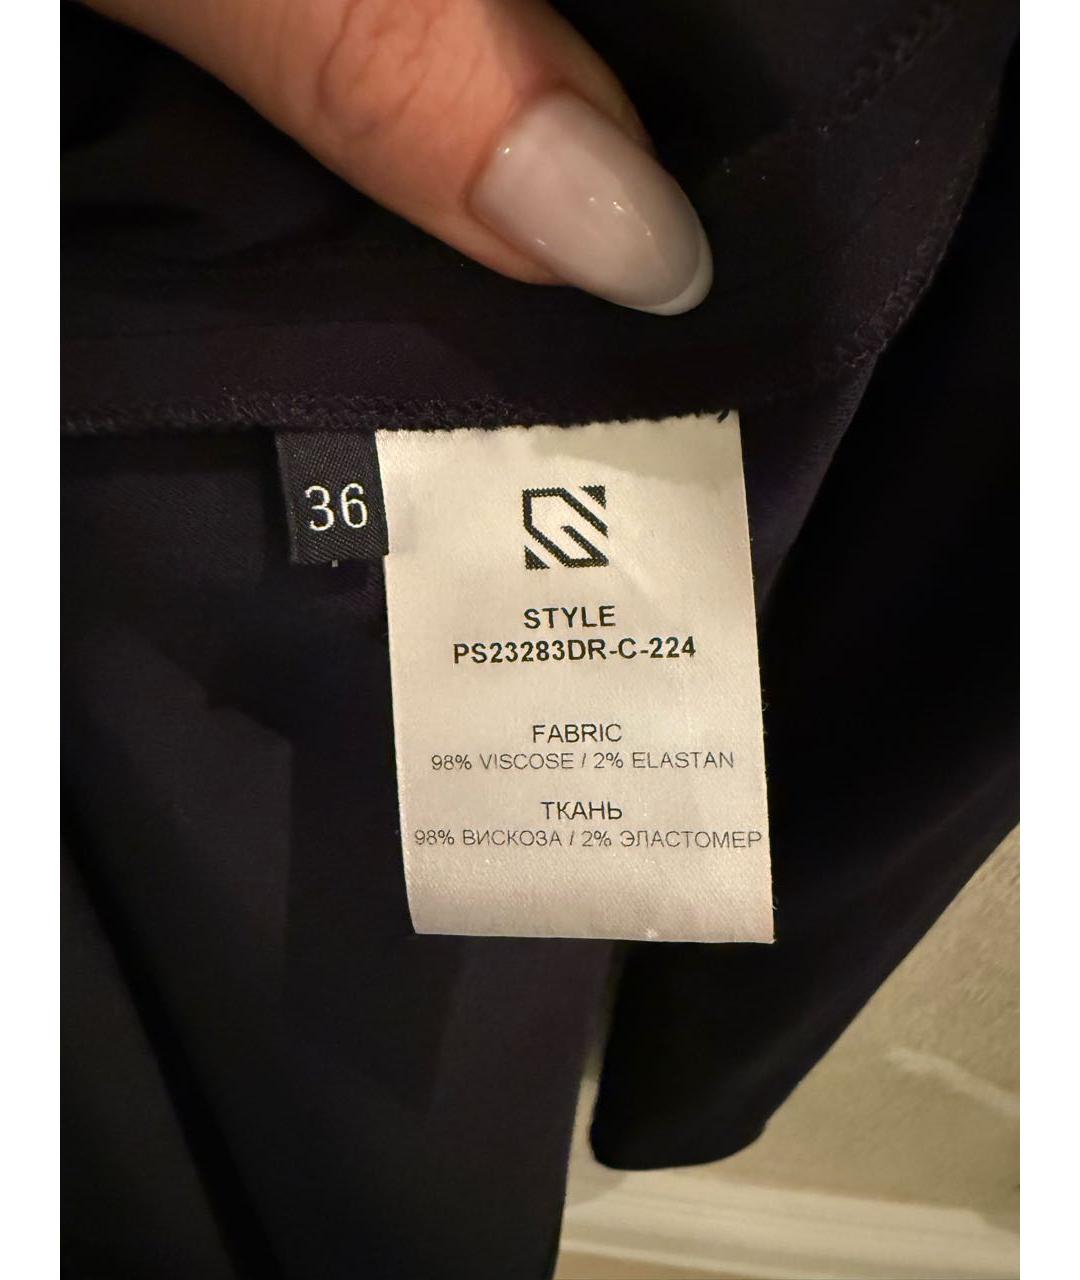 36
STYLE
PS23283DR-C-224
FABRIC
98% VISCOSE / 2% ELASTAN
ТКАНЬ
98% ВИСКОЗА / 2% ЭЛАСТОМЕР